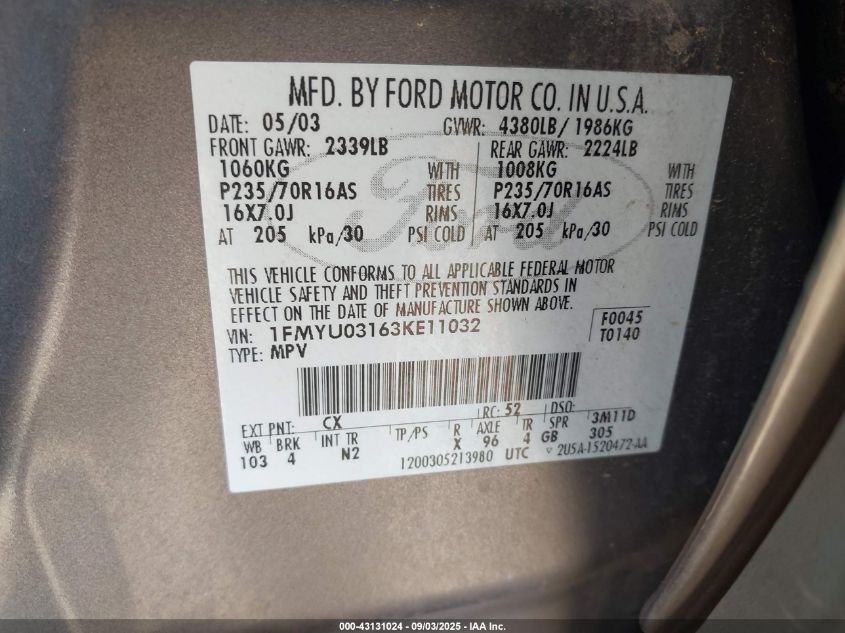 MFD. BY FORD MOTOR CO. IN U.S.A.
DATE: 05/03 GVWR: 4380LB/ 1986KG
FRONT GAWR: 2339LB REAR GAWR: 2224LB
1060KG WITH 1008KG WITH
P235/70R16AS TIRES P235/70R16AS TIRES
16X7.0J RIMS 16X7.0J RIMS
AT 205 kPa/30 PSI COLD AT 205 kPa/30 PSI COLD
Ford
THIS VEHICLE CONFORMS TO ALL APPLICABLE FEDERAL MOTOR
VEHICLE SAFETY AND THEFT PREVENTION STANDARDS IN
EFFECT ON THE DATE OF MANUFACTURE SHOWN ABOVE.
VIN: 1FMYU03163KE11032 F0045
TYPE: MPV T0140
EXT PNT: CX RC: 52 DSO:
WB BRK INT TR TP/PS R AXLE TR SPR 3M11D
103 4 N2 X 96 4 GB 305
1200305213980 UTC ▽ 2U5A-1520472-AA
000-43131024 - 09/03/2025 - IAA Inc.